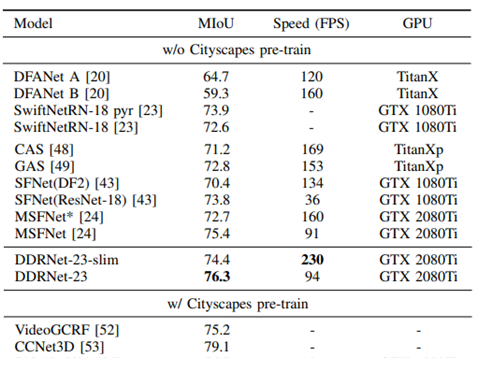 Model MIoU Speed (FPS) GPU
w/o Cityscapes pre-train
DFANet A [20] 64.7 120 TitanX
DFANet B [20] 59.3 160 TitanX
SwiftNetRN-18 pyr [23] 73.9 - GTX 1080Ti
SwiftNetRN-18 [23] 72.6 - GTX 1080Ti
CAS [48] 71.2 169 TitanXp
GAS [49] 72.8 153 TitanXp
SFNet(DF2) [43] 70.4 134 GTX 1080Ti
SFNet(ResNet-18) [43] 73.8 36 GTX 1080Ti
MSFNet* [24] 72.7 160 GTX 2080Ti
MSFNet [24] 75.4 91 GTX 2080Ti
DDRNet-23-slim 74.4 230 GTX 2080Ti
DDRNet-23 76.3 94 GTX 2080Ti
w/ Cityscapes pre-train
VideoGCRF [52] 75.2 - -
CCNet3D [53] 79.1 - -